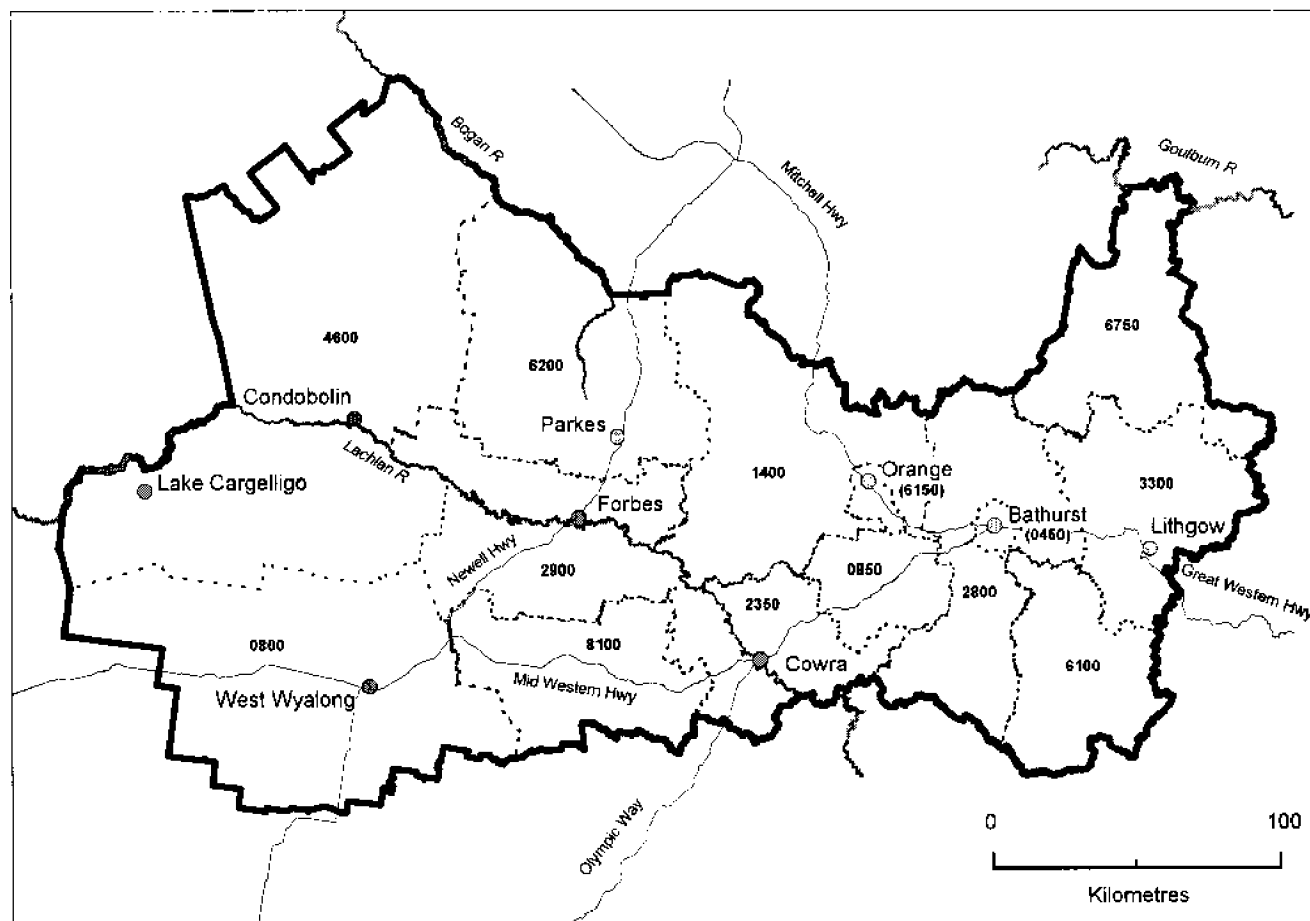 Bogan R
Goulburn R
Mitchell Hwy
6750
4600
6200
Condobolin
Parkes
Lachlan R
1400
Orange
(6150)
3300
Lake Cargelligo
Forbes
Bathurst
(0450)
Lithgow
Newell Hwy
2900
0850
2800
Great Western Hwy
2350
0800
8100
Cowra
6100
West Wyalong
Mid Western Hwy
Olympic Way
0 100
Kilometres